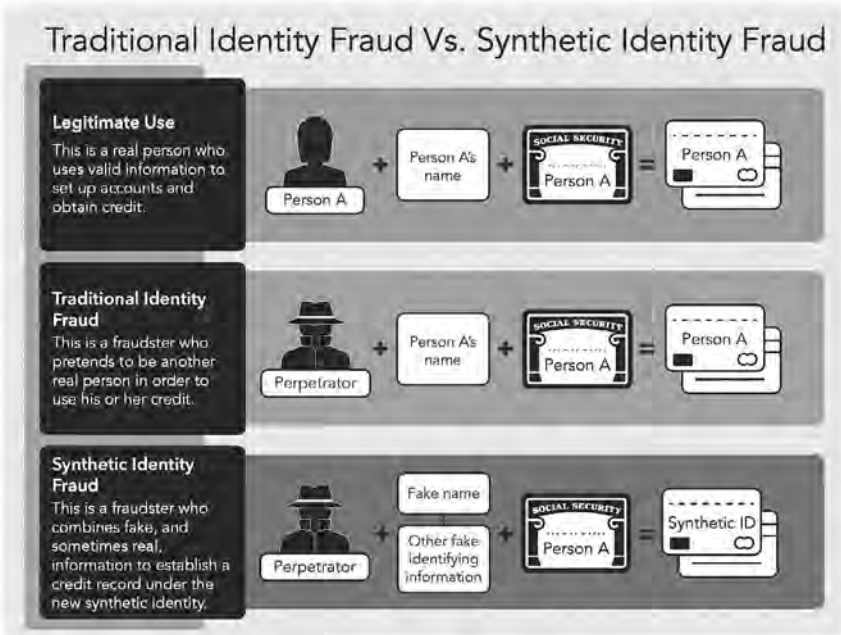 Traditional Identity Fraud Vs. Synthetic Identity Fraud
Legitimate Use
This is a real person who
uses valid information to
set up accounts and
obtain credit.
Person A
+
Person A's
name
+
SOCIAL SECURITY
Person A
=
Person A
Traditional Identity
Fraud
This is a fraudster who
pretends to be another
real person in order to
use his or her credit.
Perpetrator
+
Person A's
name
+
SOCIAL SECURITY
Person A
=
Person A
Synthetic Identity
Fraud
This is a fraudster who
combines fake, and
sometimes real,
information to establish a
credit record under the
new synthetic identity.
Perpetrator
+
Fake name
Other fake
identifying
information
+
SOCIAL SECURITY
Person A
=
Synthetic ID